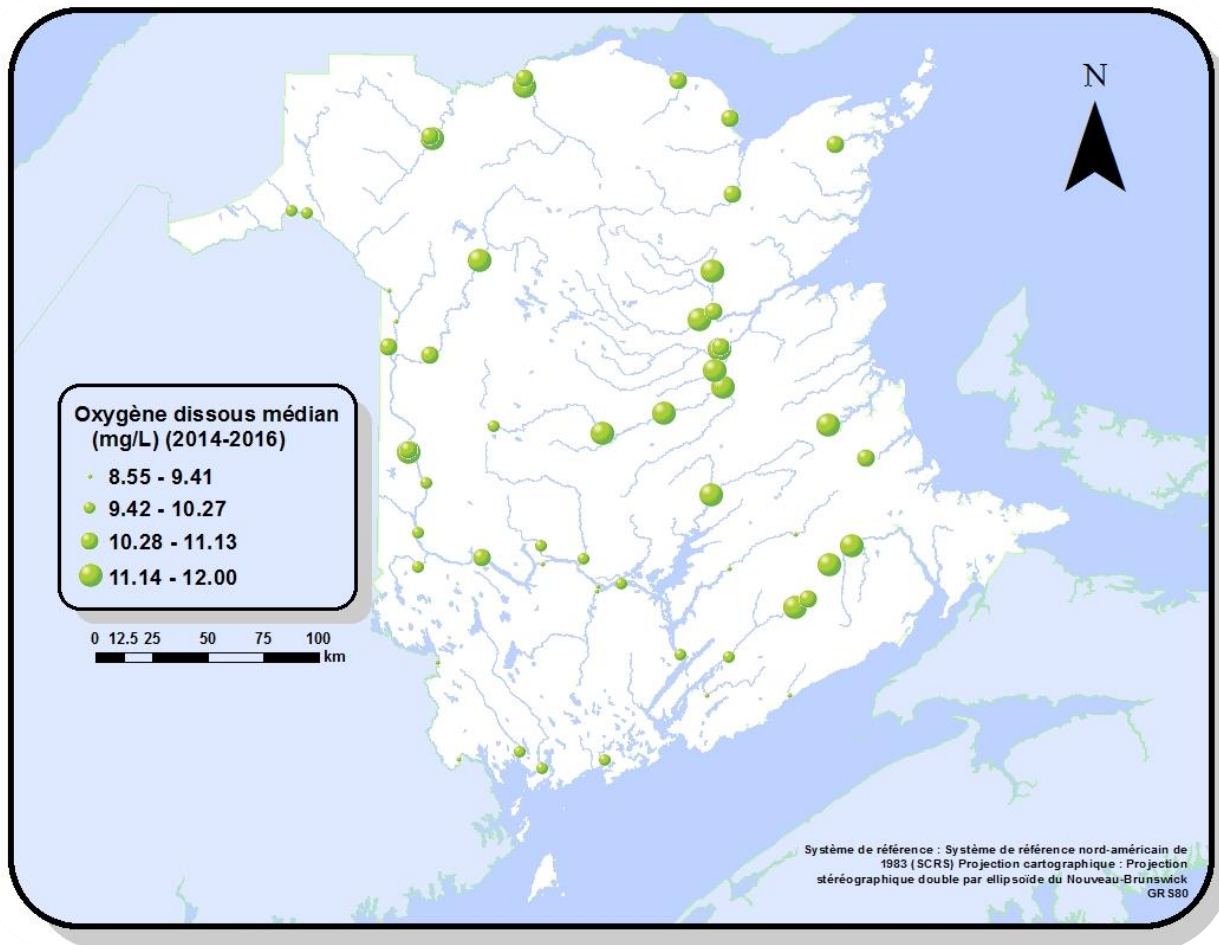 N
Oxygène dissous médian
(mg/L) (2014-2016)
8.55 - 9.41
9.42 - 10.27
10.28 - 11.13
11.14 - 12.00
0 12.5 25 50 75 100
km
Système de référence : Système de référence nord-américain de
1983 (SCRS) Projection cartographique : Projection
stéréographique double par ellipsoïde du Nouveau-Brunswick
GRS80